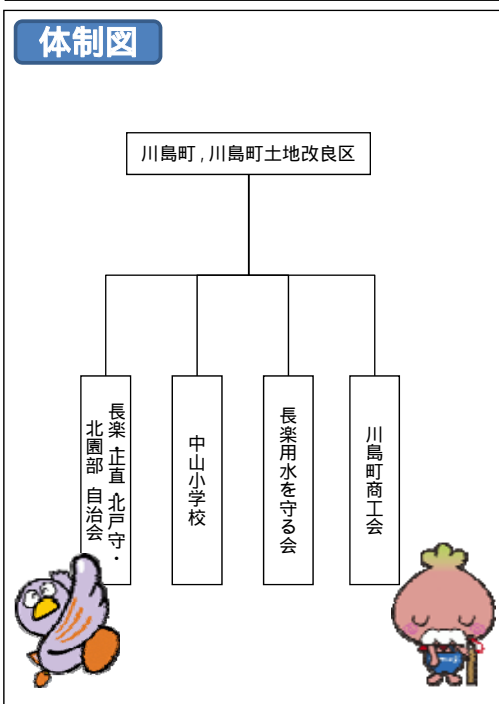 体制図
川島町，川島町土地改良区
長楽・正直・北戸守・
北園部 自治会
中山小学校
長楽用水を守る会
川島町商工会